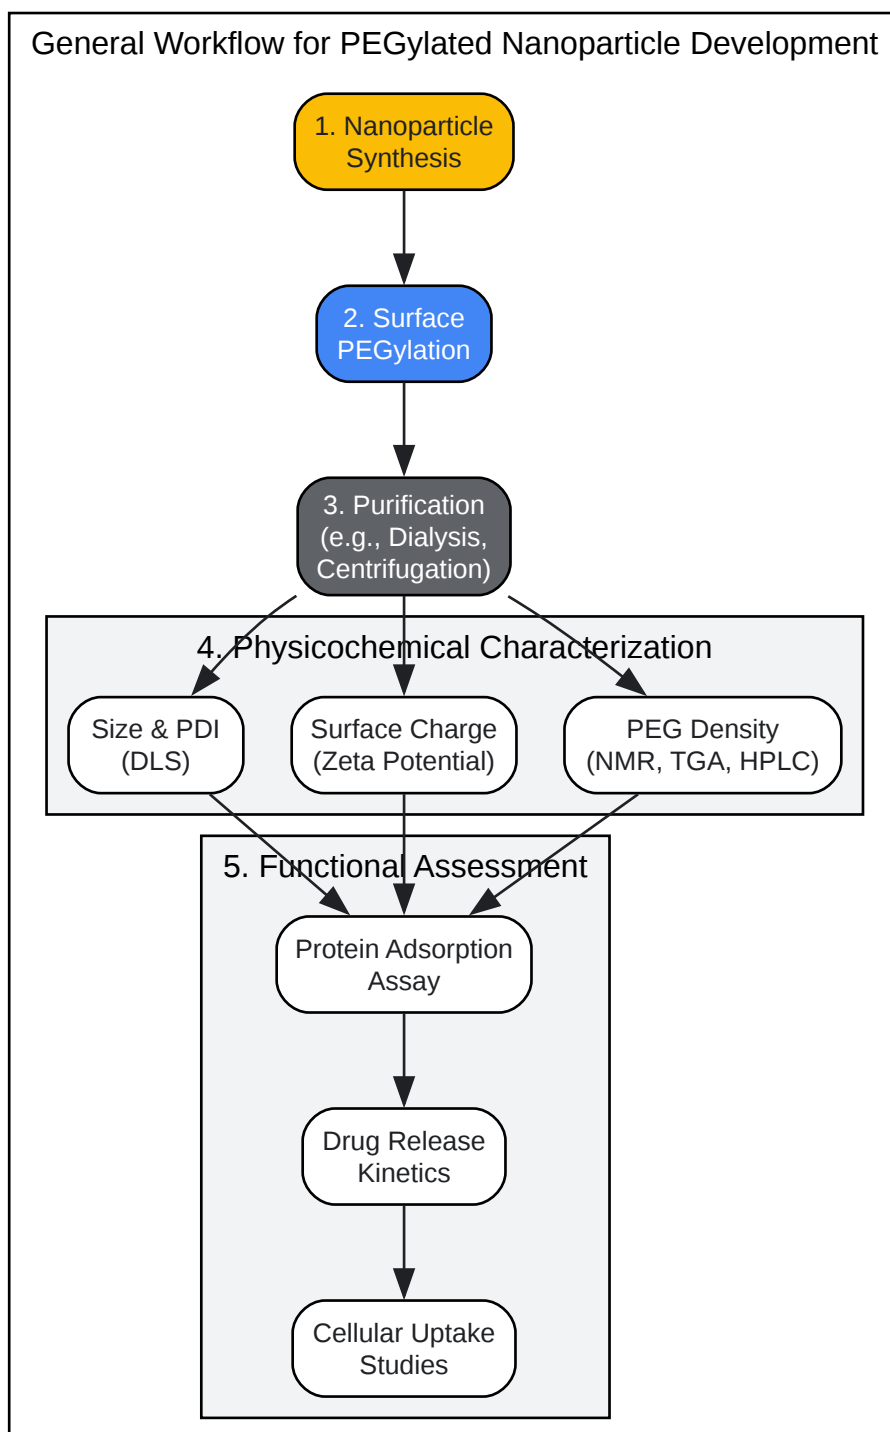 General Workflow for PEGylated Nanoparticle Development
1. Nanoparticle
Synthesis
2. Surface
PEGylation
3. Purification
(e.g., Dialysis,
Centrifugation)
4. Physicochemical Characterization
Size & PDI
(DLS)
Surface Charge
(Zeta Potential)
PEG Density
(NMR, TGA, HPLC)
5. Functional Assessment
Protein Adsorption
Assay
Drug Release
Kinetics
Cellular Uptake
Studies